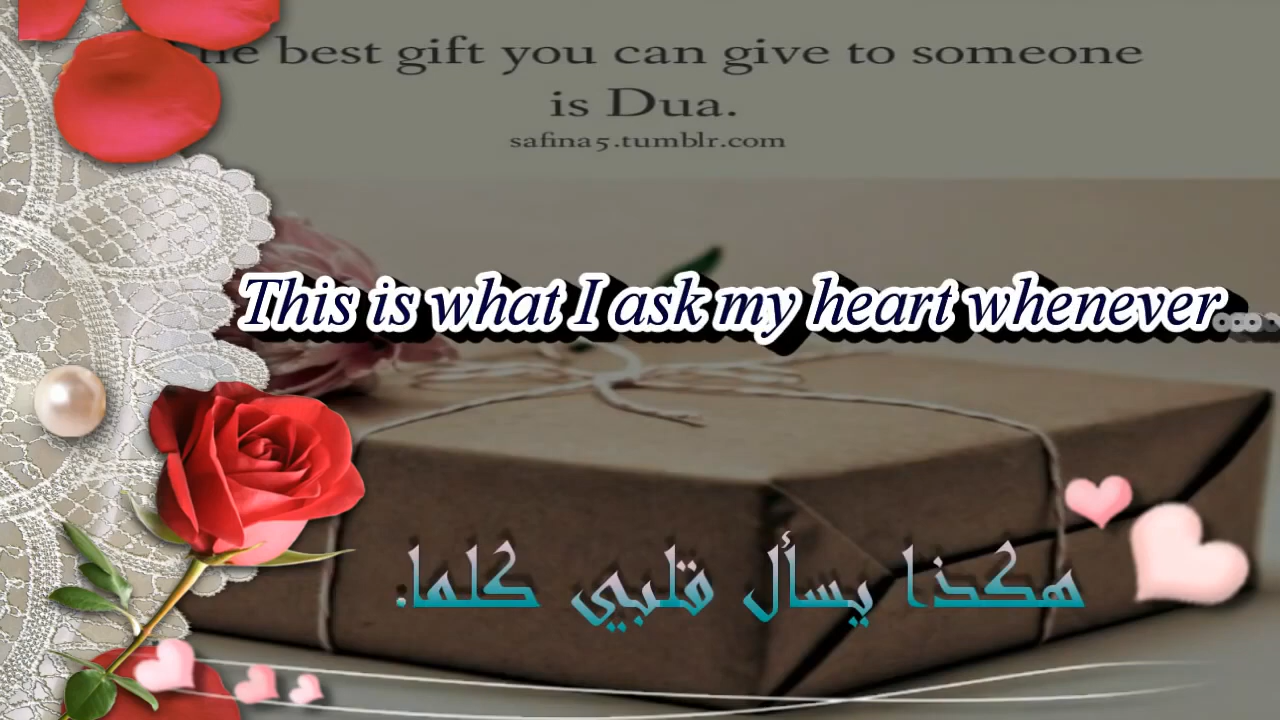 The best gift you can give to someone
is Dua.
safina5.tumblr.com
This is what I ask my heart whenever....
هكذا يسأل قلبي كلما: